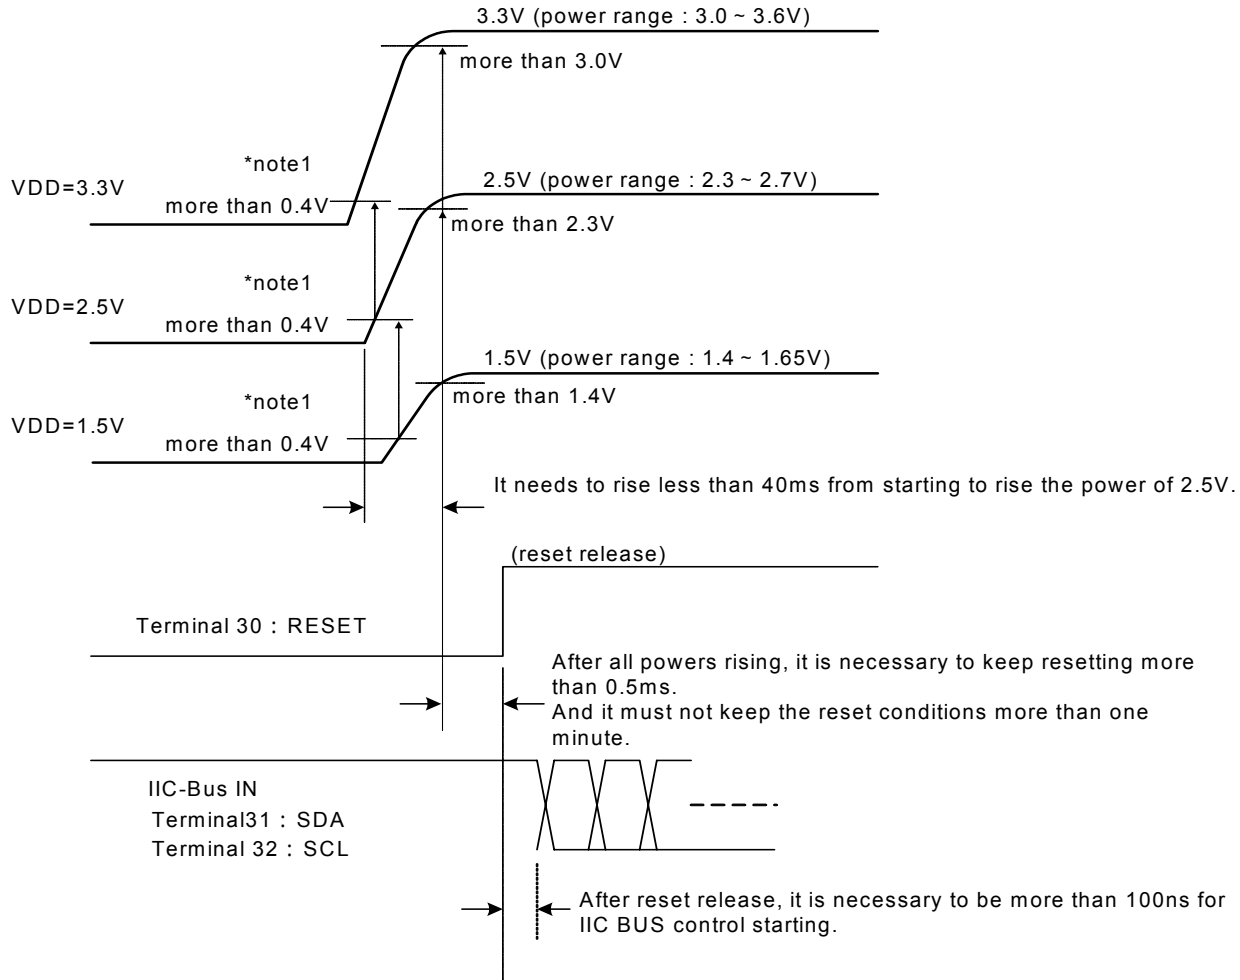 3.3V (power range : 3.0 ~ 3.6V)
more than 3.0V
*note1
VDD=3.3V
more than 0.4V
2.5V (power range : 2.3 ~ 2.7V)
more than 2.3V
*note1
VDD=2.5V
more than 0.4V
1.5V (power range : 1.4 ~ 1.65V)
more than 1.4V
*note1
VDD=1.5V
more than 0.4V
It needs to rise less than 40ms from starting to rise the power of 2.5V.
(reset release)
Terminal 30 : RESET
After all powers rising, it is necessary to keep resetting more
than 0.5ms.
And it must not keep the reset conditions more than one
minute.
IIC-Bus IN
Terminal31 : SDA
Terminal 32 : SCL
After reset release, it is necessary to be more than 100ns for
IIC BUS control starting.